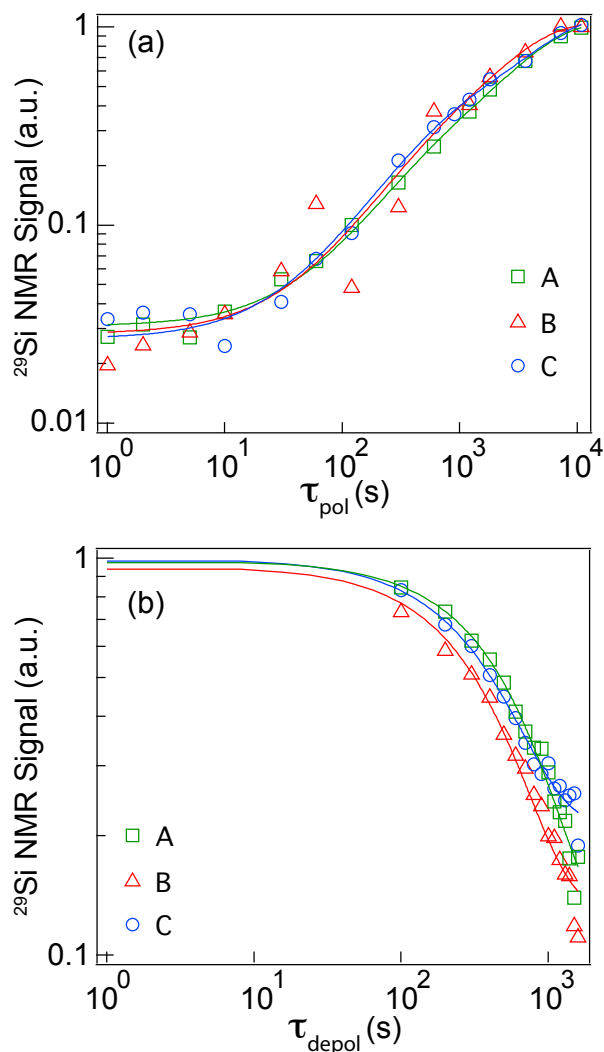 (a)
²⁹Si NMR Signal (a.u.)
1
0.1
0.01
A
B
C
10⁰ 10¹ 10² 10³ 10⁴
τpol (s)
(b)
²⁹Si NMR Signal (a.u.)
1
0.1
A
B
C
10⁰ 10¹ 10² 10³
τdepol (s)